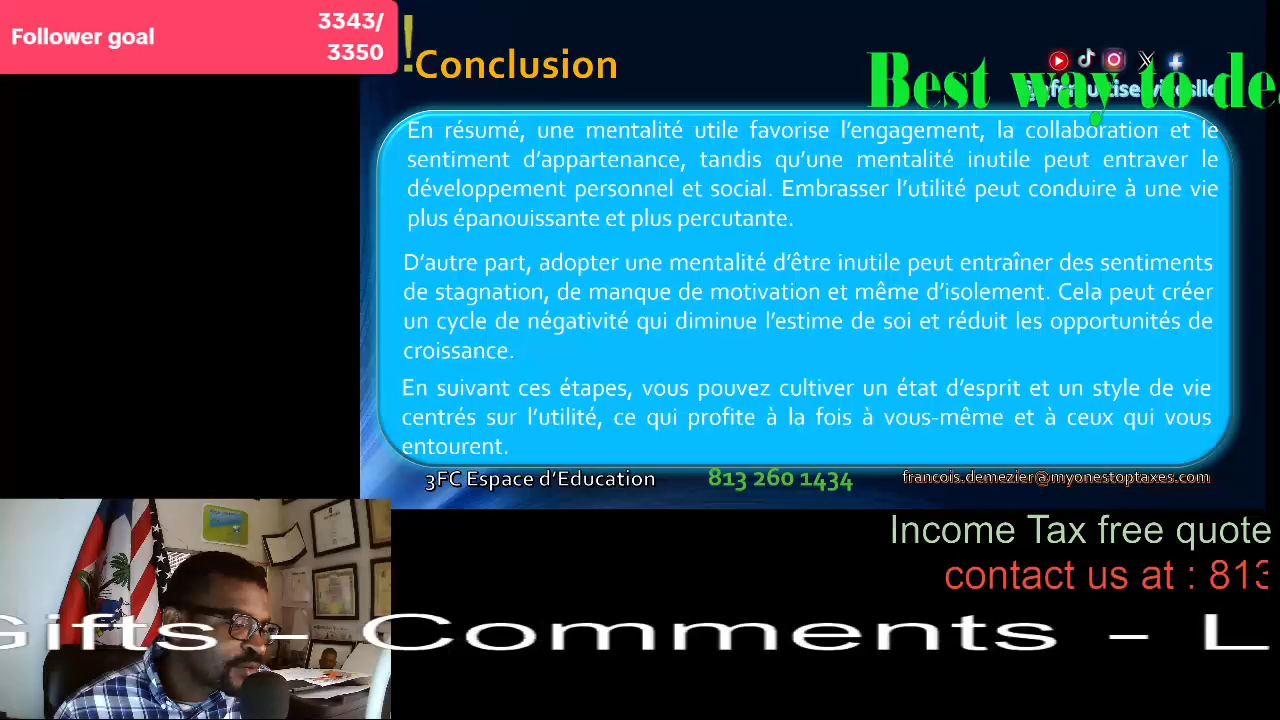 Follower goal
3343/
3350
!
Conclusion
Best way to de
En résumé, une mentalité utile favorise l’engagement, la collaboration et le
sentiment d’appartenance, tandis qu’une mentalité inutile peut entraver le
développement personnel et social. Embrasser l’utilité peut conduire à une vie
plus épanouissante et plus percutante.
D’autre part, adopter une mentalité d’être inutile peut entraîner des sentiments
de stagnation, de manque de motivation et même d’isolement. Cela peut créer
un cycle de négativité qui diminue l’estime de soi et réduit les opportunités de
croissance.
En suivant ces étapes, vous pouvez cultiver un état d’esprit et un style de vie
centrés sur l’utilité, ce qui profite à la fois à vous-même et à ceux qui vous
entourent.
3FC Espace d’Education
813 260 1434
francois.demezier@myonestoptaxes.com
Income Tax free quote
contact us at : 813
Gifts - Comments - L